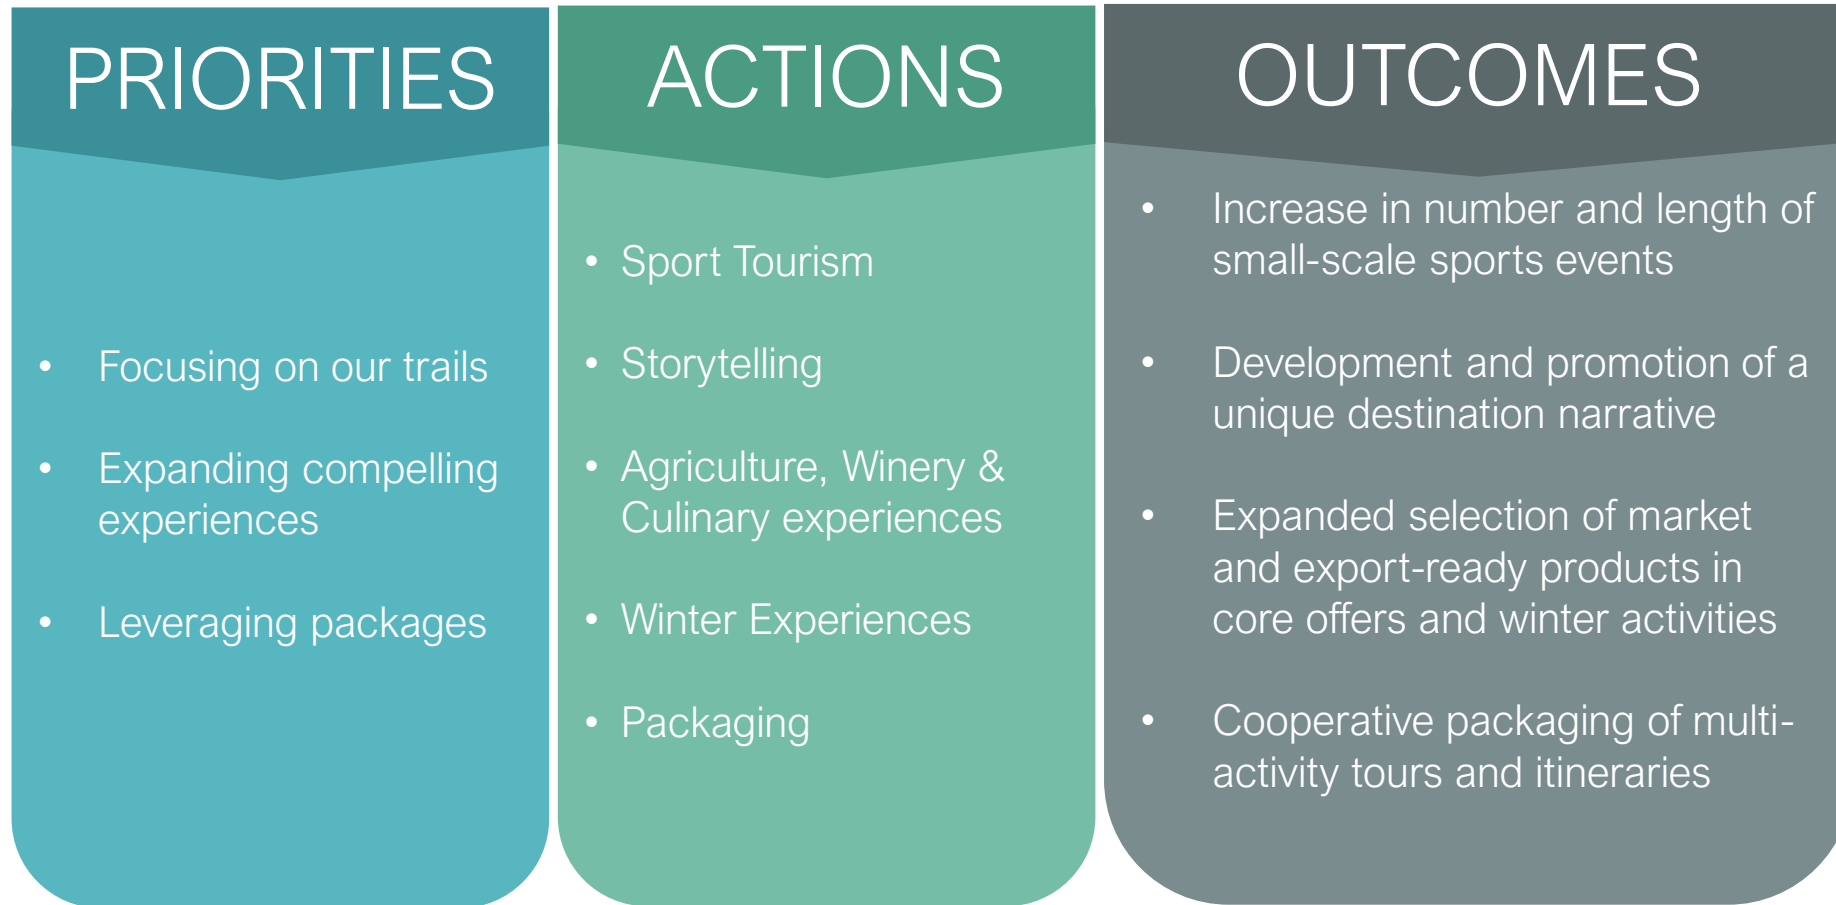 PRIORITIES
• Focusing on our trails
• Expanding compelling
experiences
• Leveraging packages
ACTIONS
• Sport Tourism
• Storytelling
• Agriculture, Winery &
Culinary experiences
• Winter Experiences
• Packaging
OUTCOMES
• Increase in number and length of
small-scale sports events
• Development and promotion of a
unique destination narrative
• Expanded selection of market
and export-ready products in
core offers and winter activities
• Cooperative packaging of multi-
activity tours and itineraries